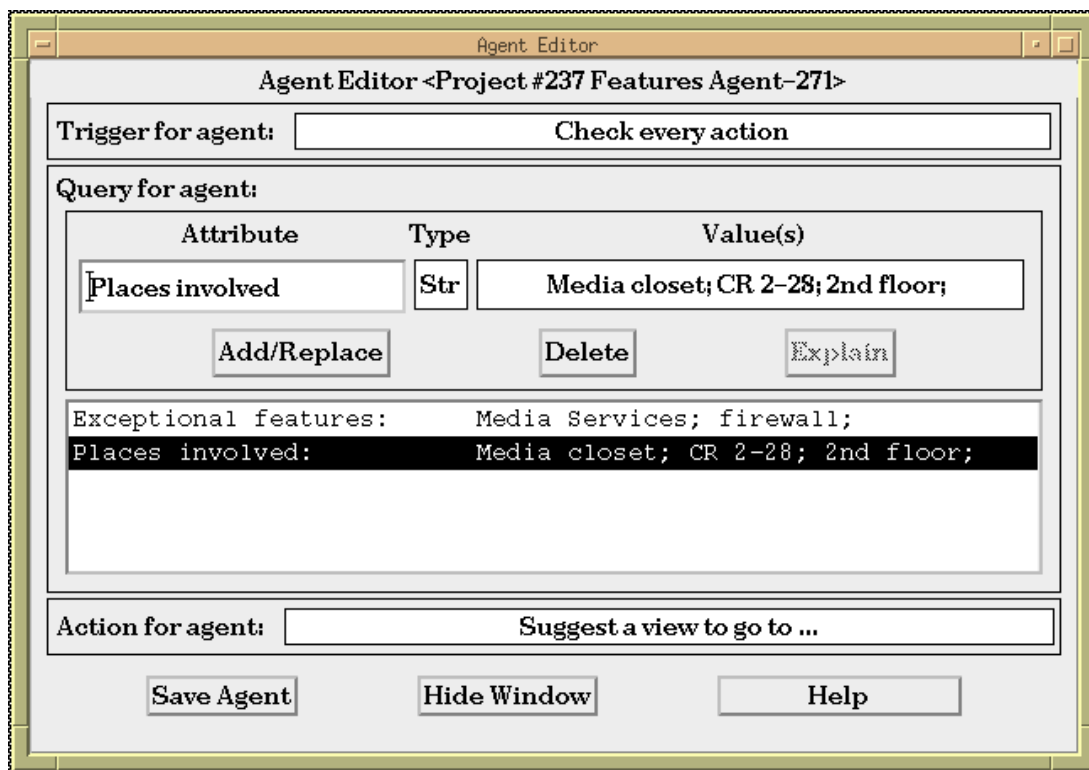 Agent Editor
Agent Editor <Project #237 Features Agent-271>
Trigger for agent: Check every action
Query for agent:
Attribute Type Value(s)
Places involved Str Media closet; CR 2-28; 2nd floor;
Add/Replace Delete Explain
Exceptional features: Media Services; firewall;
Places involved: Media closet; CR 2-28; 2nd floor;
Action for agent: Suggest a view to go to ...
Save Agent Hide Window Help